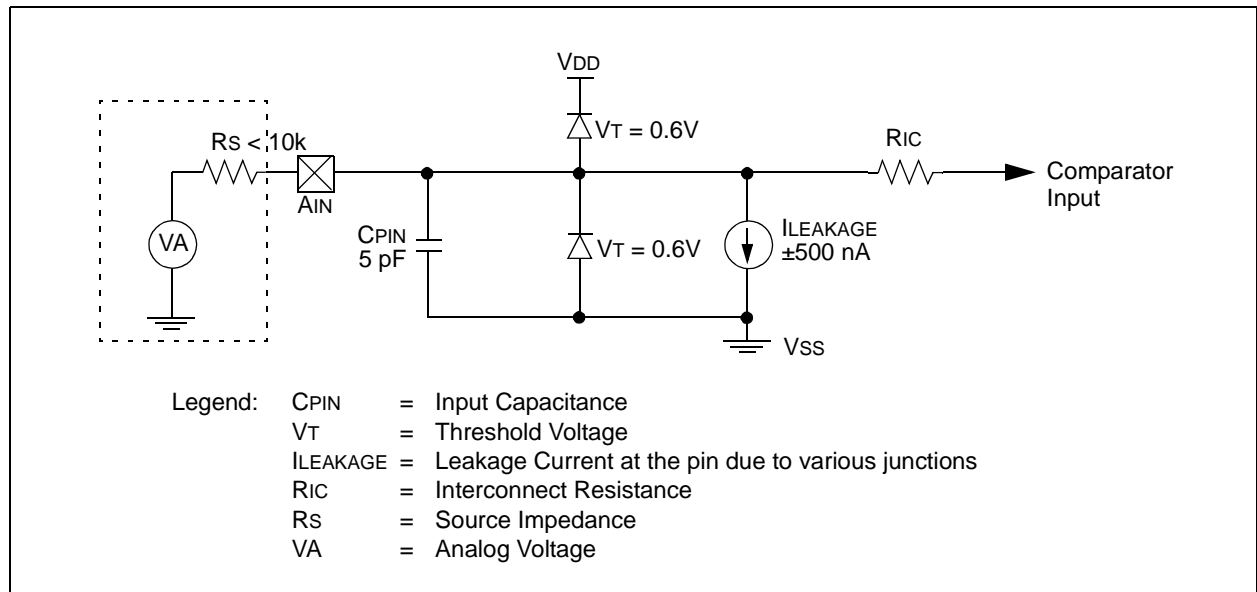 VDD
VT = 0.6V
RS < 10k
RIC
AIN
Comparator
Input
VA
CPIN
5 pF
VT = 0.6V
ILEAKAGE
±500 nA
VSS
Legend: CPIN = Input Capacitance
VT = Threshold Voltage
ILEAKAGE = Leakage Current at the pin due to various junctions
RIC = Interconnect Resistance
RS = Source Impedance
VA = Analog Voltage